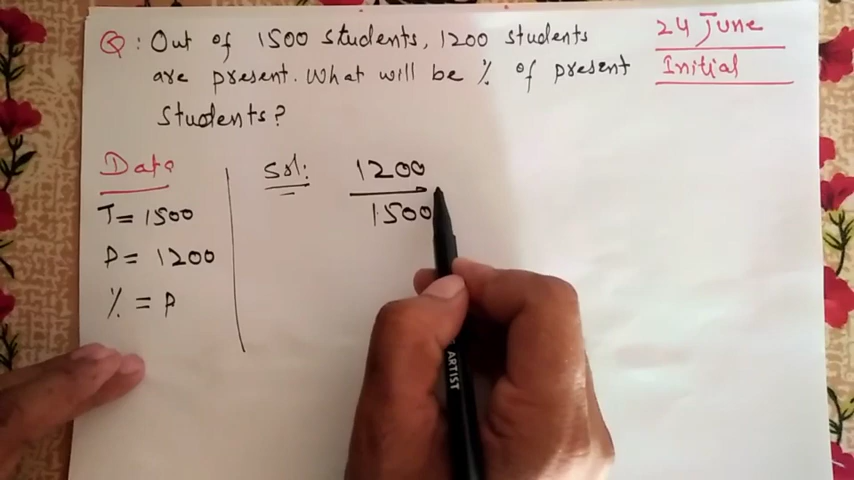 Q: Out of 1500 students, 1200 students
are present. What will be % of present
Students?
24 June
Initial
Data
T= 1500
P= 1200
% = P
Sol:
1200
1500
ARTIST